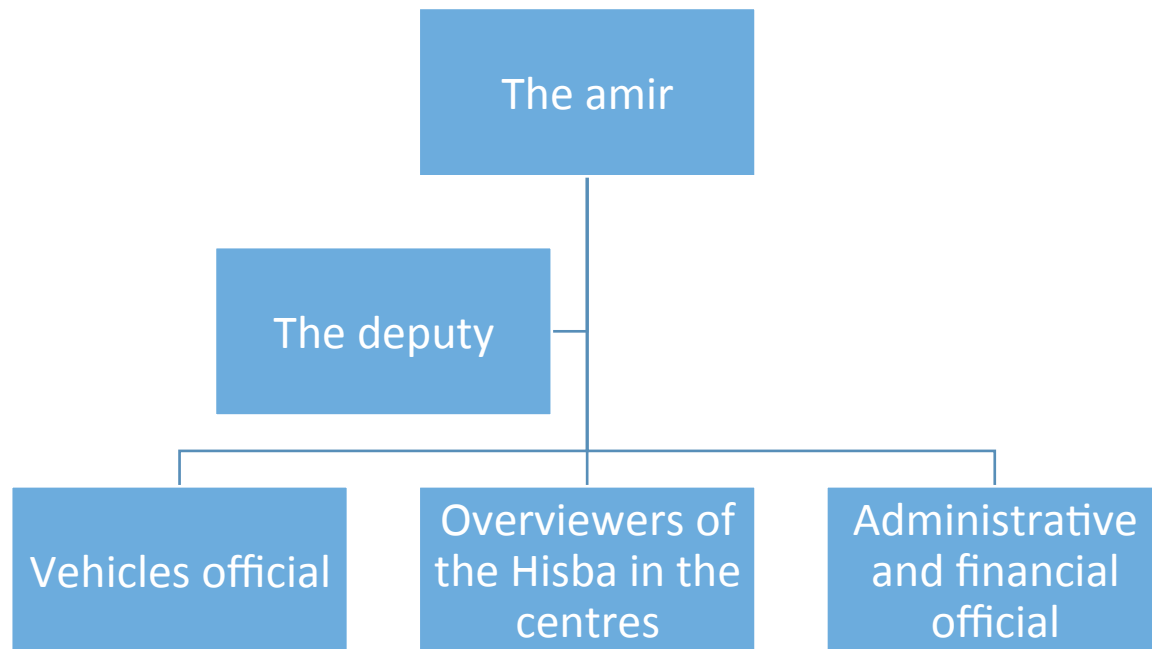 The amir
The deputy
Vehicles official
Overviewers of
the Hisba in the
centres
Administrative
and financial
official